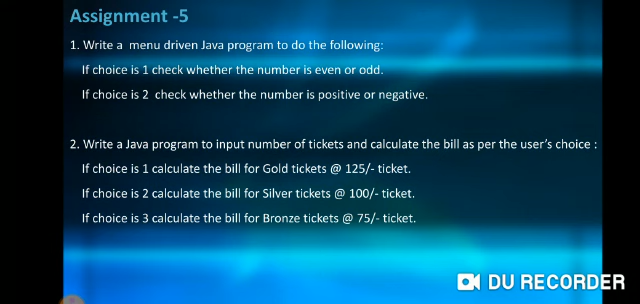 Assignment -5
1. Write a menu driven Java program to do the following:
If choice is 1 check whether the number is even or odd.
If choice is 2 check whether the number is positive or negative.
2. Write a Java program to input number of tickets and calculate the bill as per the user's choice :
If choice is 1 calculate the bill for Gold tickets @ 125/- ticket.
If choice is 2 calculate the bill for Silver tickets @ 100/- ticket.
If choice is 3 calculate the bill for Bronze tickets @ 75/- ticket.
DU RECORDER